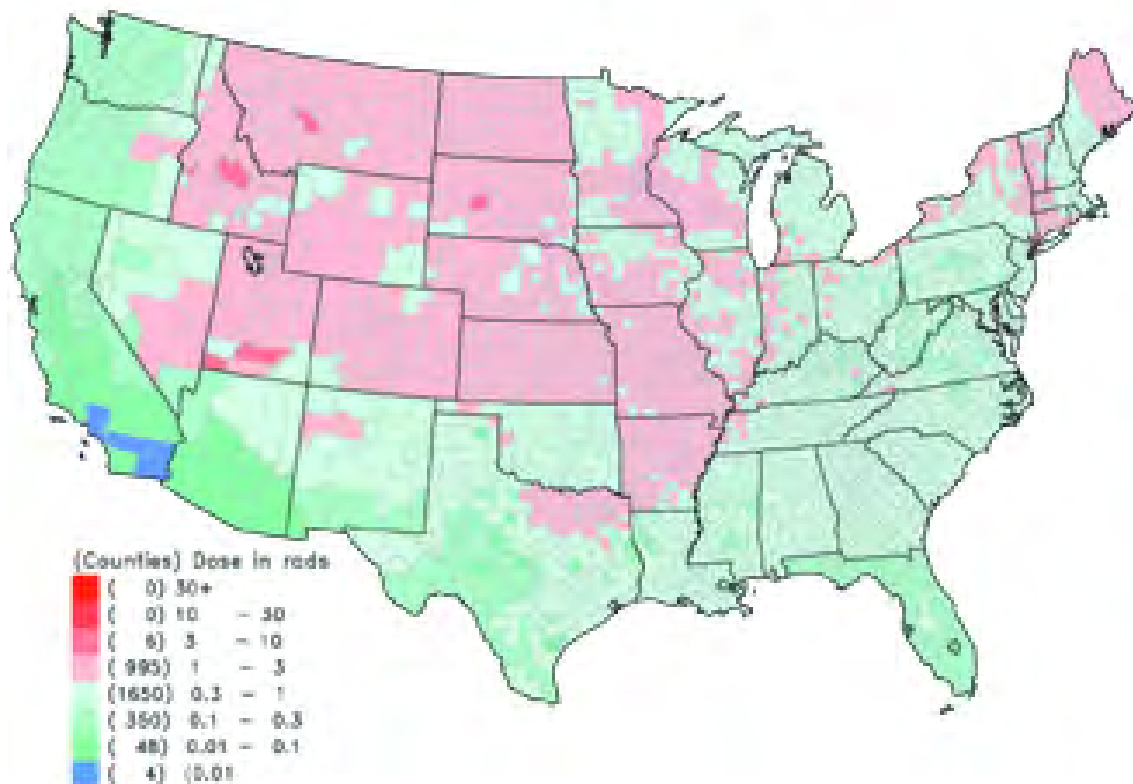 (Counties) Dose in rads
( 0) 30+
( 0) 10 - 30
( 6) 3 - 10
( 995) 1 - 3
(1650) 0.3 - 1
( 350) 0.1 - 0.3
( 48) 0.01 - 0.1
( 4) <0.01